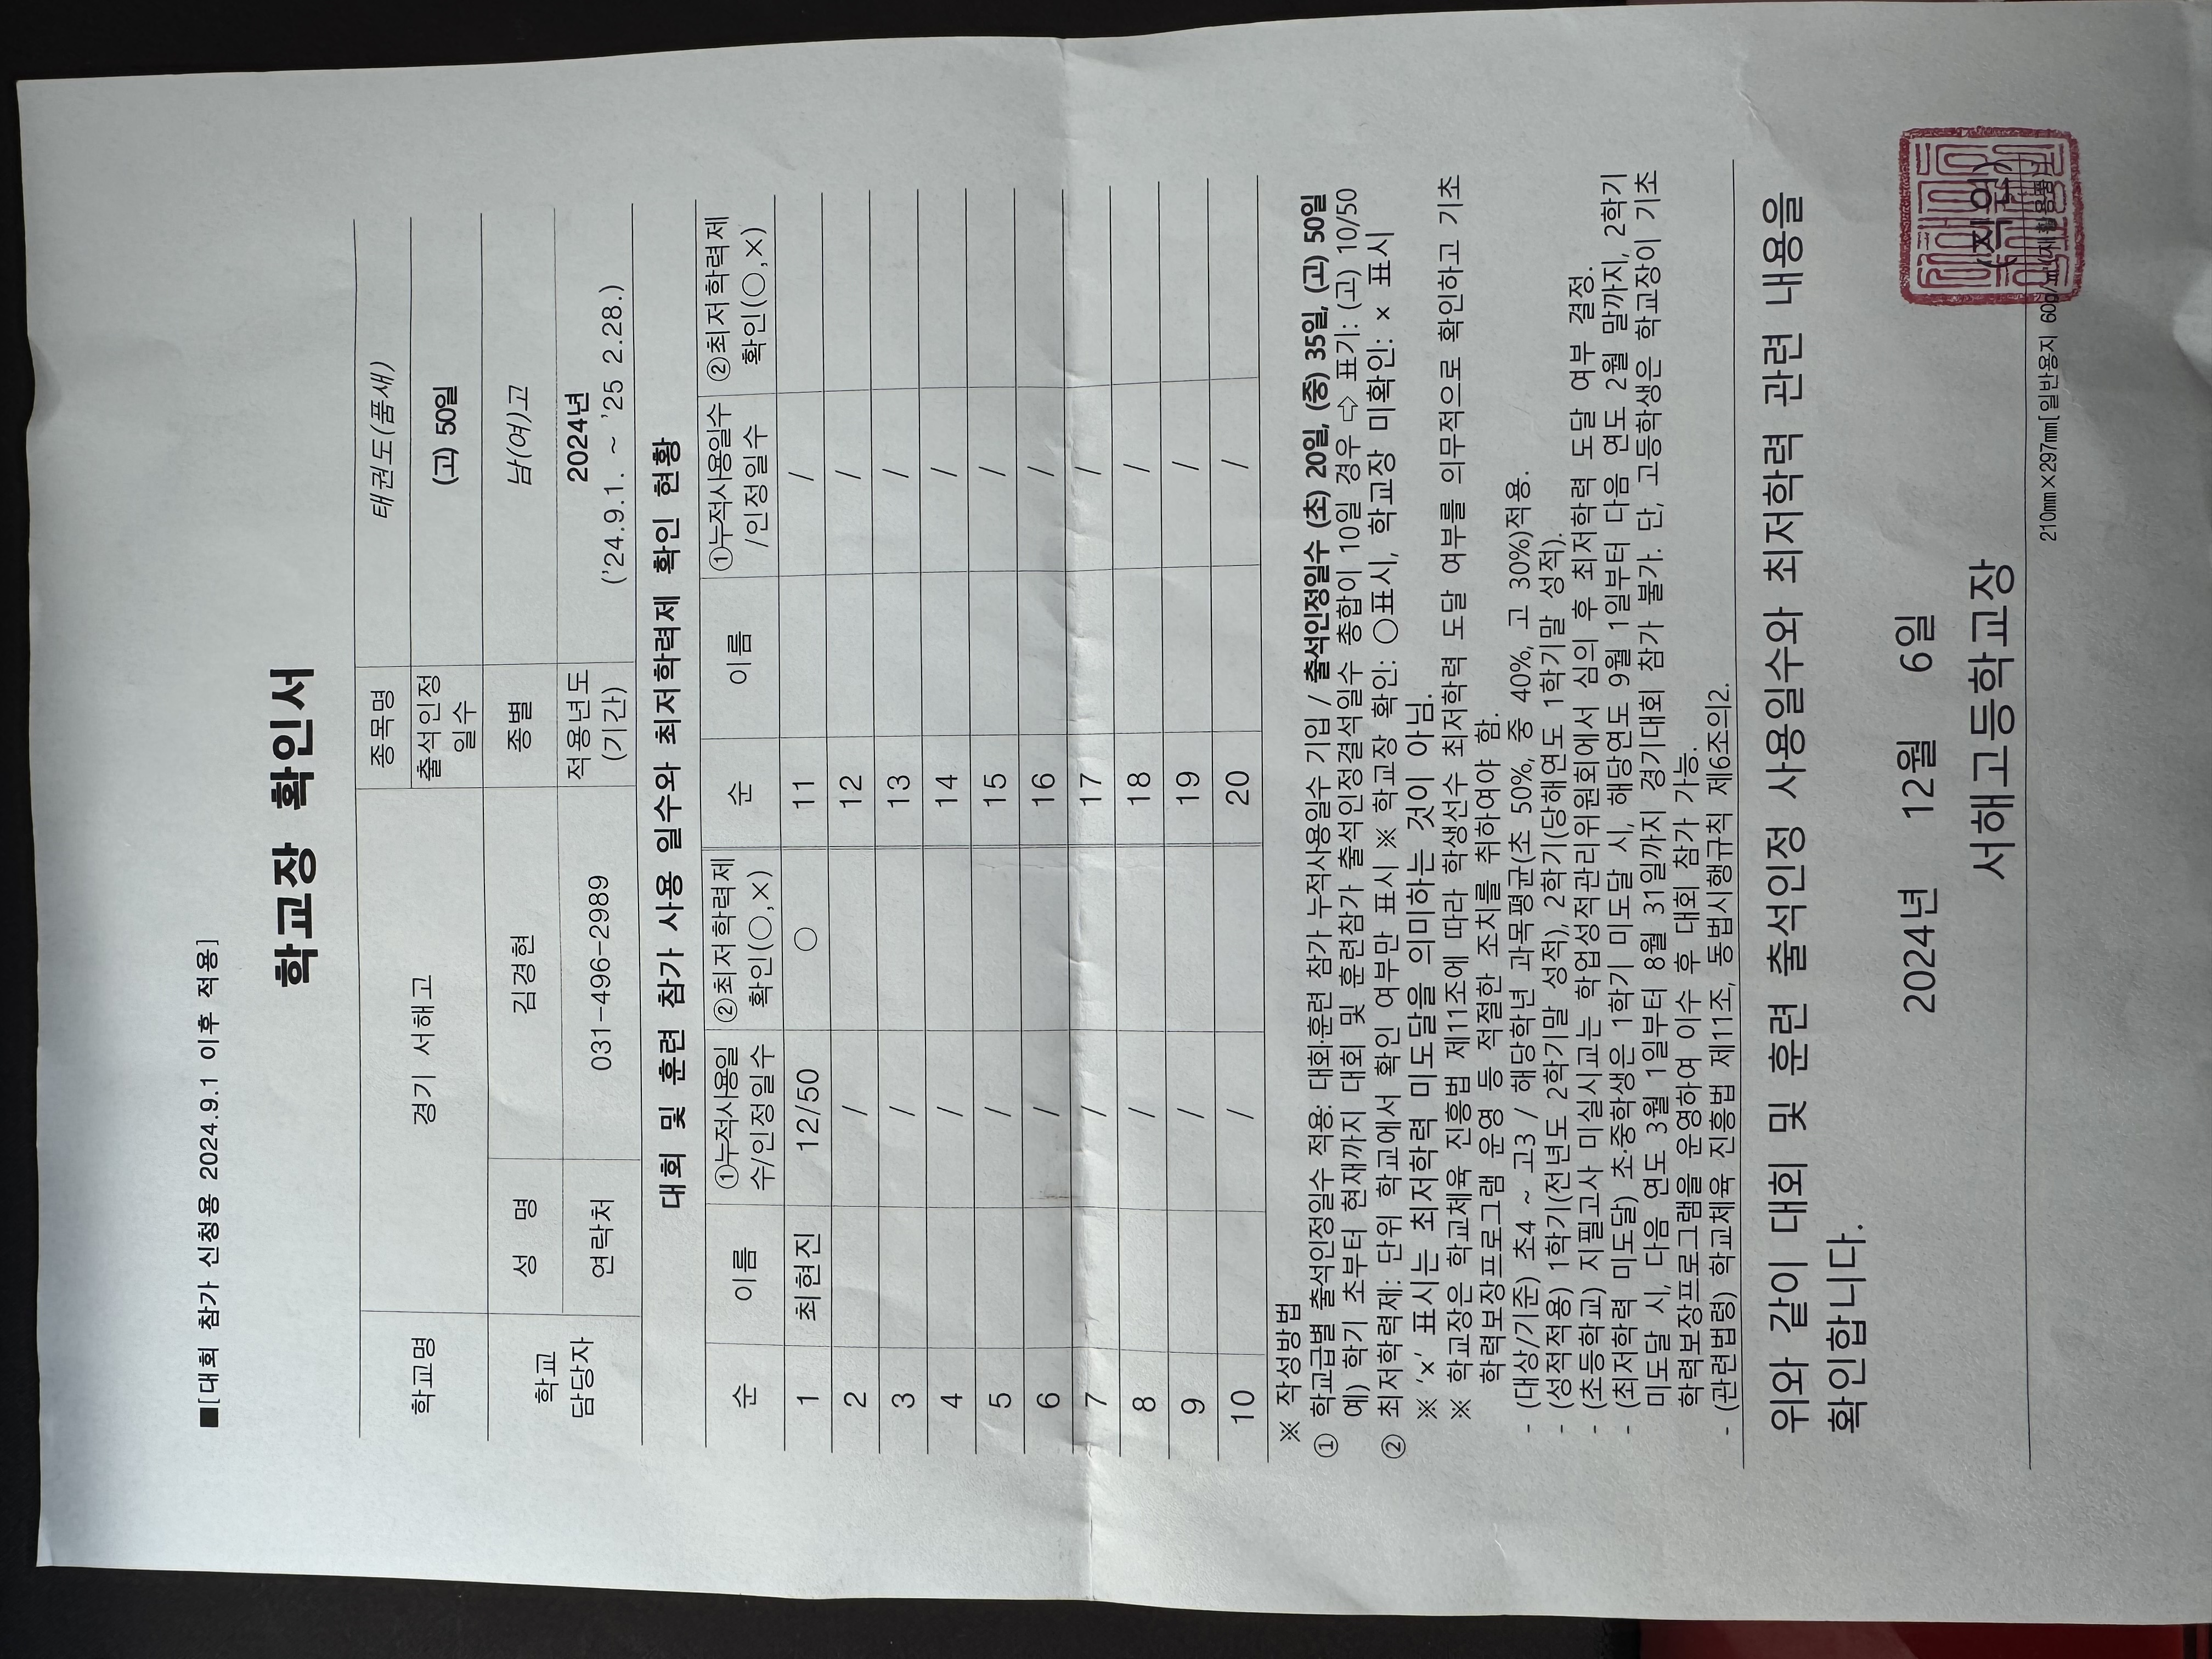 ■[대회 참가 신청용 2024.9.1 이후 적용]
학교장 확인서
학교명 경기 서해고 종목명 태권도(품새)
출석인정 일수 (고) 50일
학교 담당자 성 명 김경현 종별 남(여)고
연락처 031-496-2989 적용년도 (기간) 2024년 ('24.9.1. ~ '25 2.28.)
대회 및 훈련 참가 사용 일수와 최저학력제 확인 현황
순 이름 ①누적사용일수/인정일수 ②최저학력제 확인(○,×) 순 이름 ①누적사용일수/인정일수 ②최저학력제 확인(○,×)
1 최현진 12/50 ○ 11 /
2 / 12 /
3 / 13 /
4 / 14 /
5 / 15 /
6 / 16 /
7 / 17 /
8 / 18 /
9 / 19 /
10 / 20 /
※ 작성방법
① 학교급별 출석인정일수 적용: 대회·훈련 참가 누적사용일수 기입 / 출석인정일수 (초) 20일, (중) 35일, (고) 50일
예) 학기 초부터 현재까지 대회 및 훈련참가 출석인정결석일수 총합이 10일 경우 ⇨ 표기: (고) 10/50
② 최저학력제: 단위 학교에서 확인 여부만 표시 ※ 학교장 확인: ○표시, 학교장 미확인: × 표시
※ '×' 표시는 최저학력 미도달을 의미하는 것이 아님.
※ 학교장은 학교체육 진흥법 제11조에 따라 학생선수 최저학력 도달 여부를 의무적으로 확인하고 기초
학력보장프로그램 운영 등 적절한 조치를 취하여야 함.
- (대상/기준) 초4 ~ 고3 / 해당학년 과목평균(초 50%, 중 40%, 고 30%)적용.
- (성적적용) 1학기(전년도 2학기말 성적), 2학기(당해연도 1학기말 성적).
- (초등학교) 지필고사 미실시교는 학업성적관리위원회에서 심의 후 최저학력 도달 여부 결정.
- (최저학력 미도달) 초·중학생은 1학기 미도달 시, 해당연도 9월 1일부터 다음 연도 2월 말까지, 2학기
미도달 시, 다음 연도 3월 1일부터 8월 31일까지 경기대회 참가 불가. 단, 고등학생은 학교장이 기초
학력보장프로그램을 운영하여 이수 후 대회 참가 가능.
- (관련법령) 학교체육 진흥법 제11조, 동법시행규칙 제6조의2.
위와 같이 대회 및 훈련 출석인정 사용일수와 최저학력 관련 내용을
확인합니다.
2024년 12월 6일
서해고등학교장 (직인)
210㎜×297㎜[일반용지 60g/㎡(재활용품)]